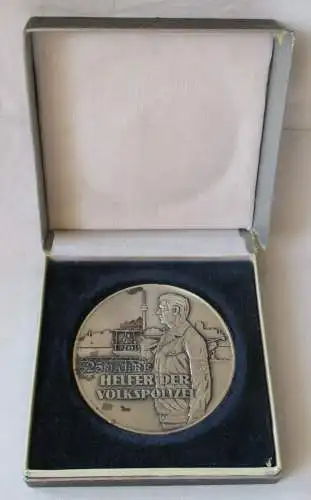 25 JAHRE
HELFER DER
VOLKSPOLIZEI